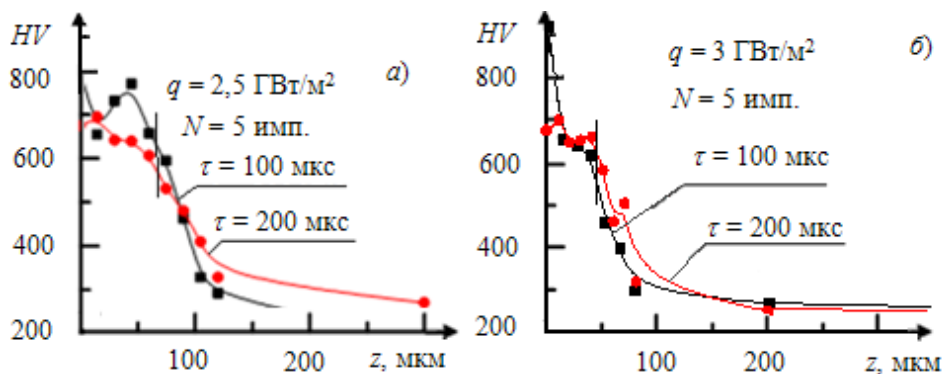 HV
800
600
400
200
q = 2,5 ГВт/м²
а)
N = 5 имп.
τ = 100 мкс
τ = 200 мкс
100
200
z, мкм
HV
800
600
400
200
q = 3 ГВт/м²
б)
N = 5 имп.
τ = 100 мкс
τ = 200 мкс
100
200
z, мкм